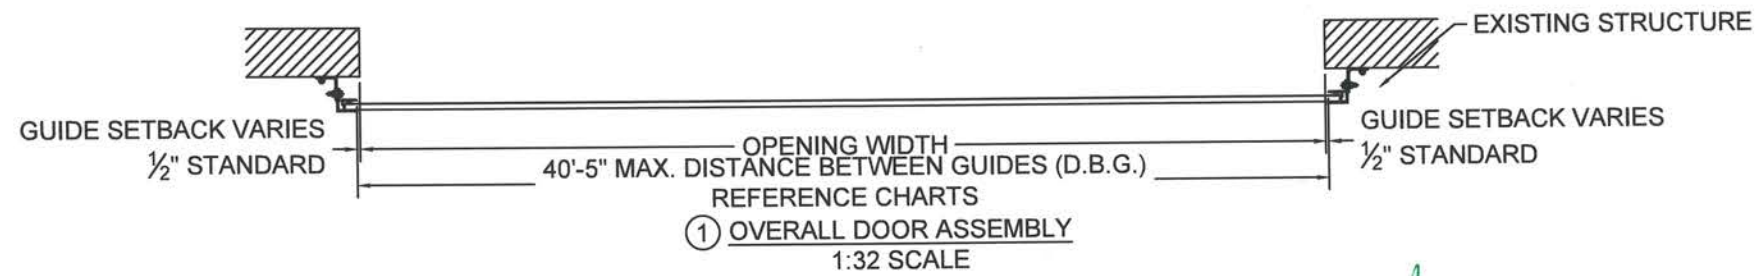 EXISTING STRUCTURE
GUIDE SETBACK VARIES
½" STANDARD
OPENING WIDTH
40'-5" MAX. DISTANCE BETWEEN GUIDES (D.B.G.)
REFERENCE CHARTS
GUIDE SETBACK VARIES
½" STANDARD
1 OVERALL DOOR ASSEMBLY
1:32 SCALE